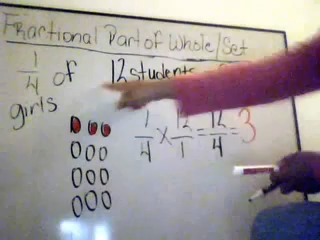 Fractional Part of Whole/Set
1/4 of 12 students
girls
1/4 x 12/1 = 12/4 = 3